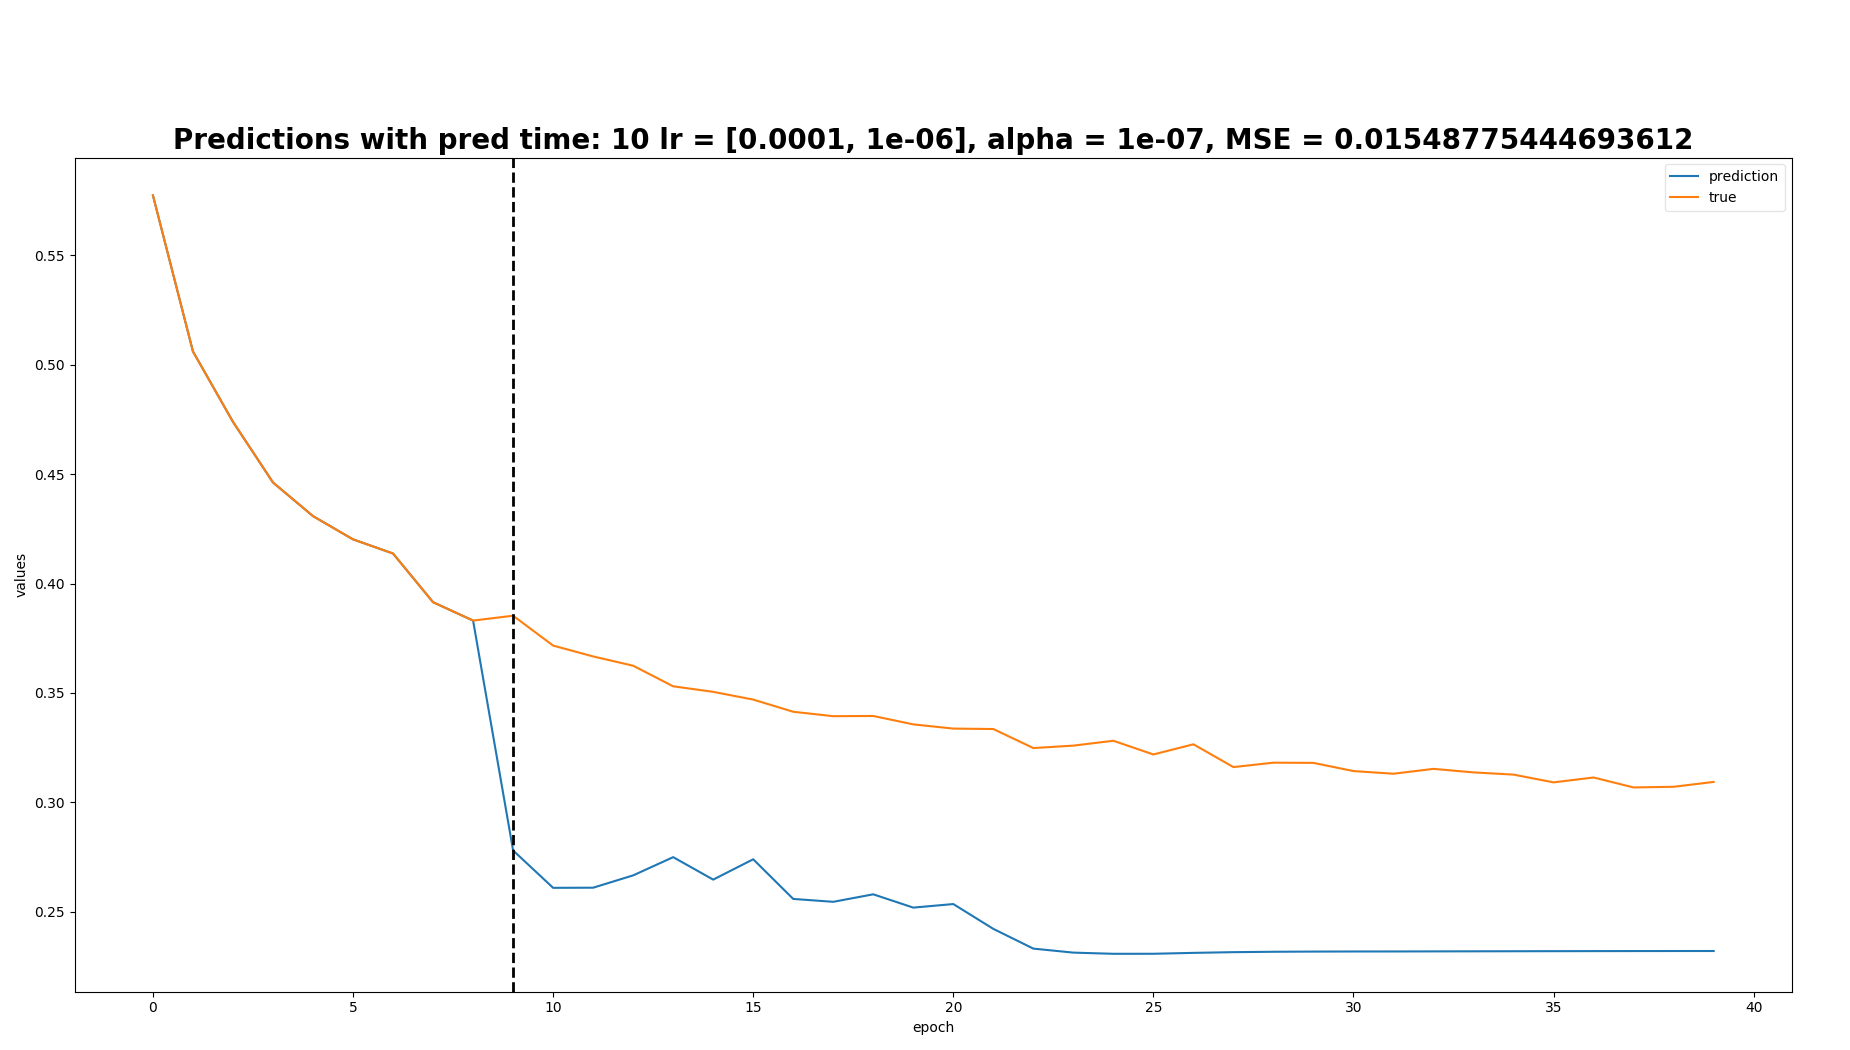 Predictions with pred time: 10 lr = [0.0001, 1e-06], alpha = 1e-07, MSE = 0.01548775444693612
prediction
true
0.55
0.50
0.45
0.40
0.35
0.30
0.25
values
0 5 10 15 20 25 30 35 40
epoch